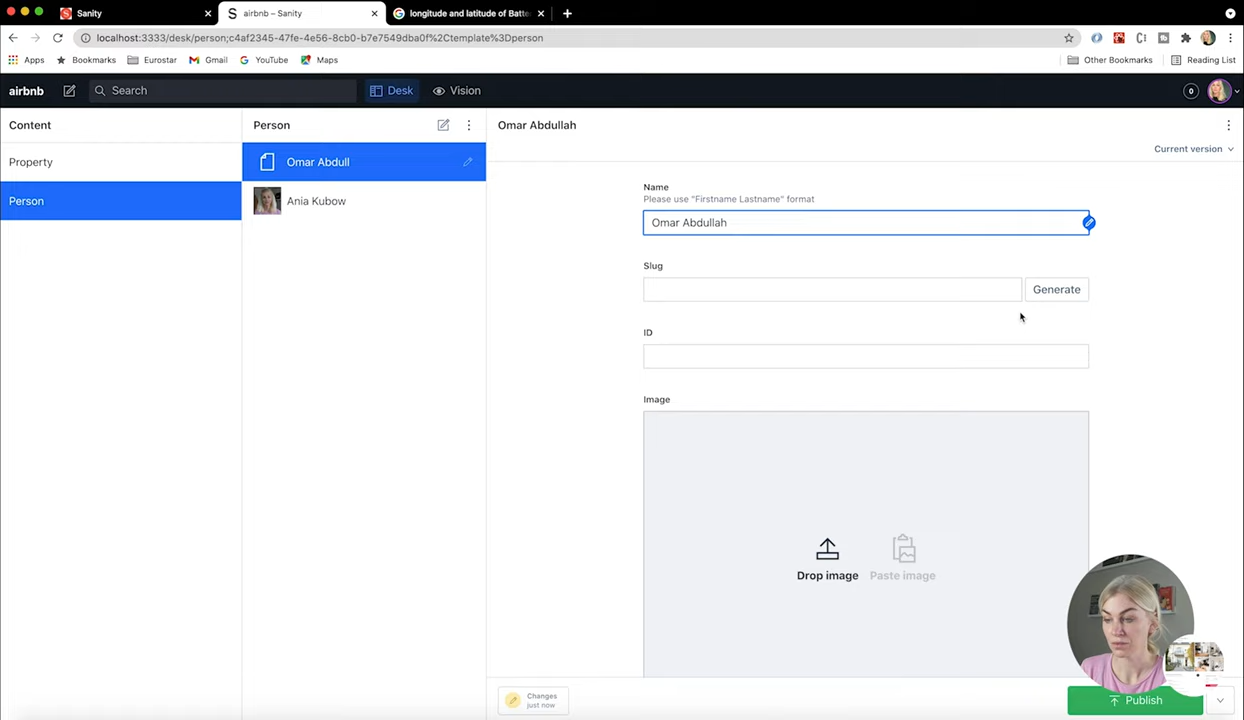 Sanity
airbnb – Sanity
longitude and latitude of Batte
localhost:3333/desk/person;c4af2345-47fe-4e56-8cb0-b7e7549dba0f%2Ctemplate%3Dperson
Apps
Bookmarks
Eurostar
Gmail
YouTube
Maps
Other Bookmarks
Reading List
airbnb
Search
Desk
Vision
0
Content
Property
Person
Person
Omar Abdull
Ania Kubow
Omar Abdullah
Current version
Name
Please use "Firstname Lastname" format
Omar Abdullah
Slug
Generate
ID
Image
Drop image
Paste image
Changes
just now
Publish